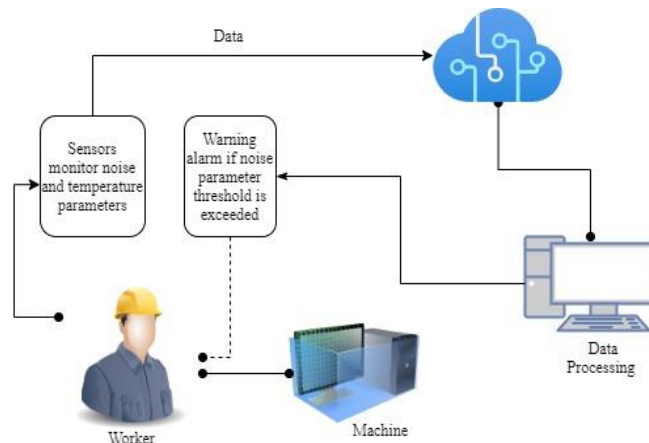 Data
Sensors
monitor noise
and temperature
parameters
Warning
alarm if noise
parameter
threshold is
exceeded
Data
Processing
Worker
Machine